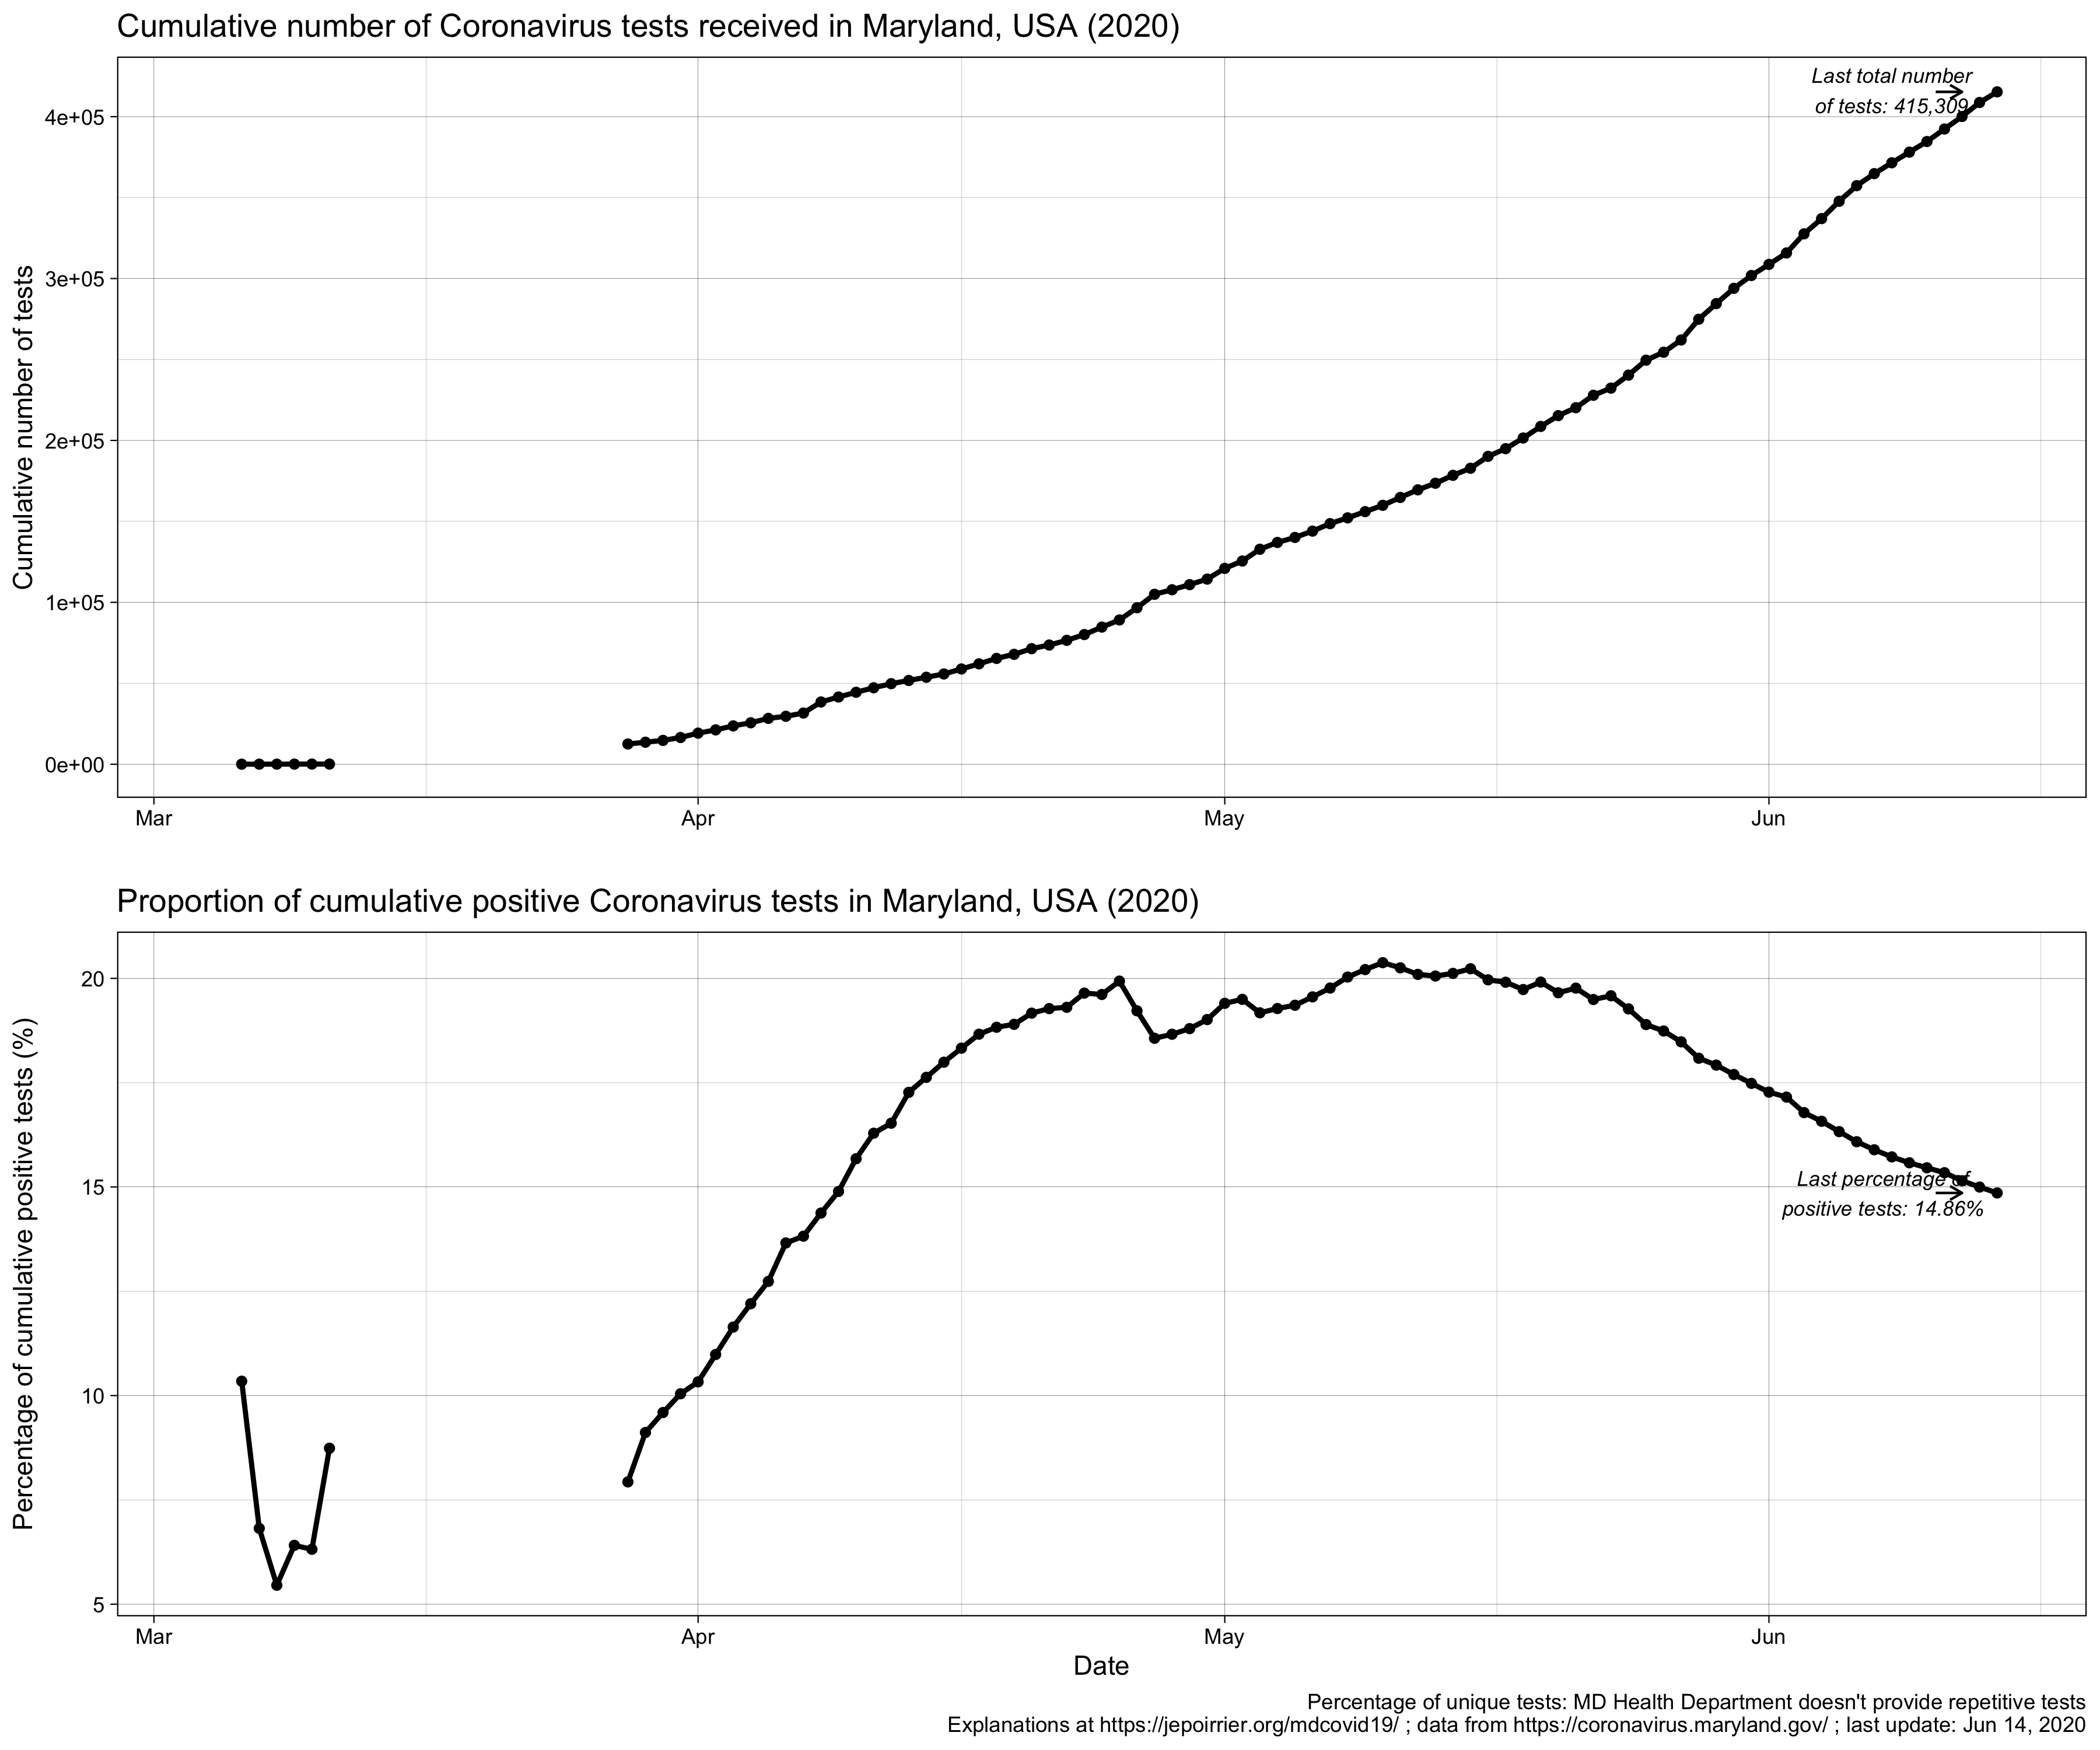 Cumulative number of Coronavirus tests received in Maryland, USA (2020)
Cumulative number of tests
4e+05
3e+05
2e+05
1e+05
0e+00
Last total number
of tests: 415,309
Mar
Apr
May
Jun
Proportion of cumulative positive Coronavirus tests in Maryland, USA (2020)
Percentage of cumulative positive tests (%)
20
15
10
5
Last percentage of
positive tests: 14.86%
Mar
Apr
May
Jun
Date
Percentage of unique tests: MD Health Department doesn't provide repetitive tests
Explanations at https://jepoirrier.org/mdcovid19/ ; data from https://coronavirus.maryland.gov/ ; last update: Jun 14, 2020